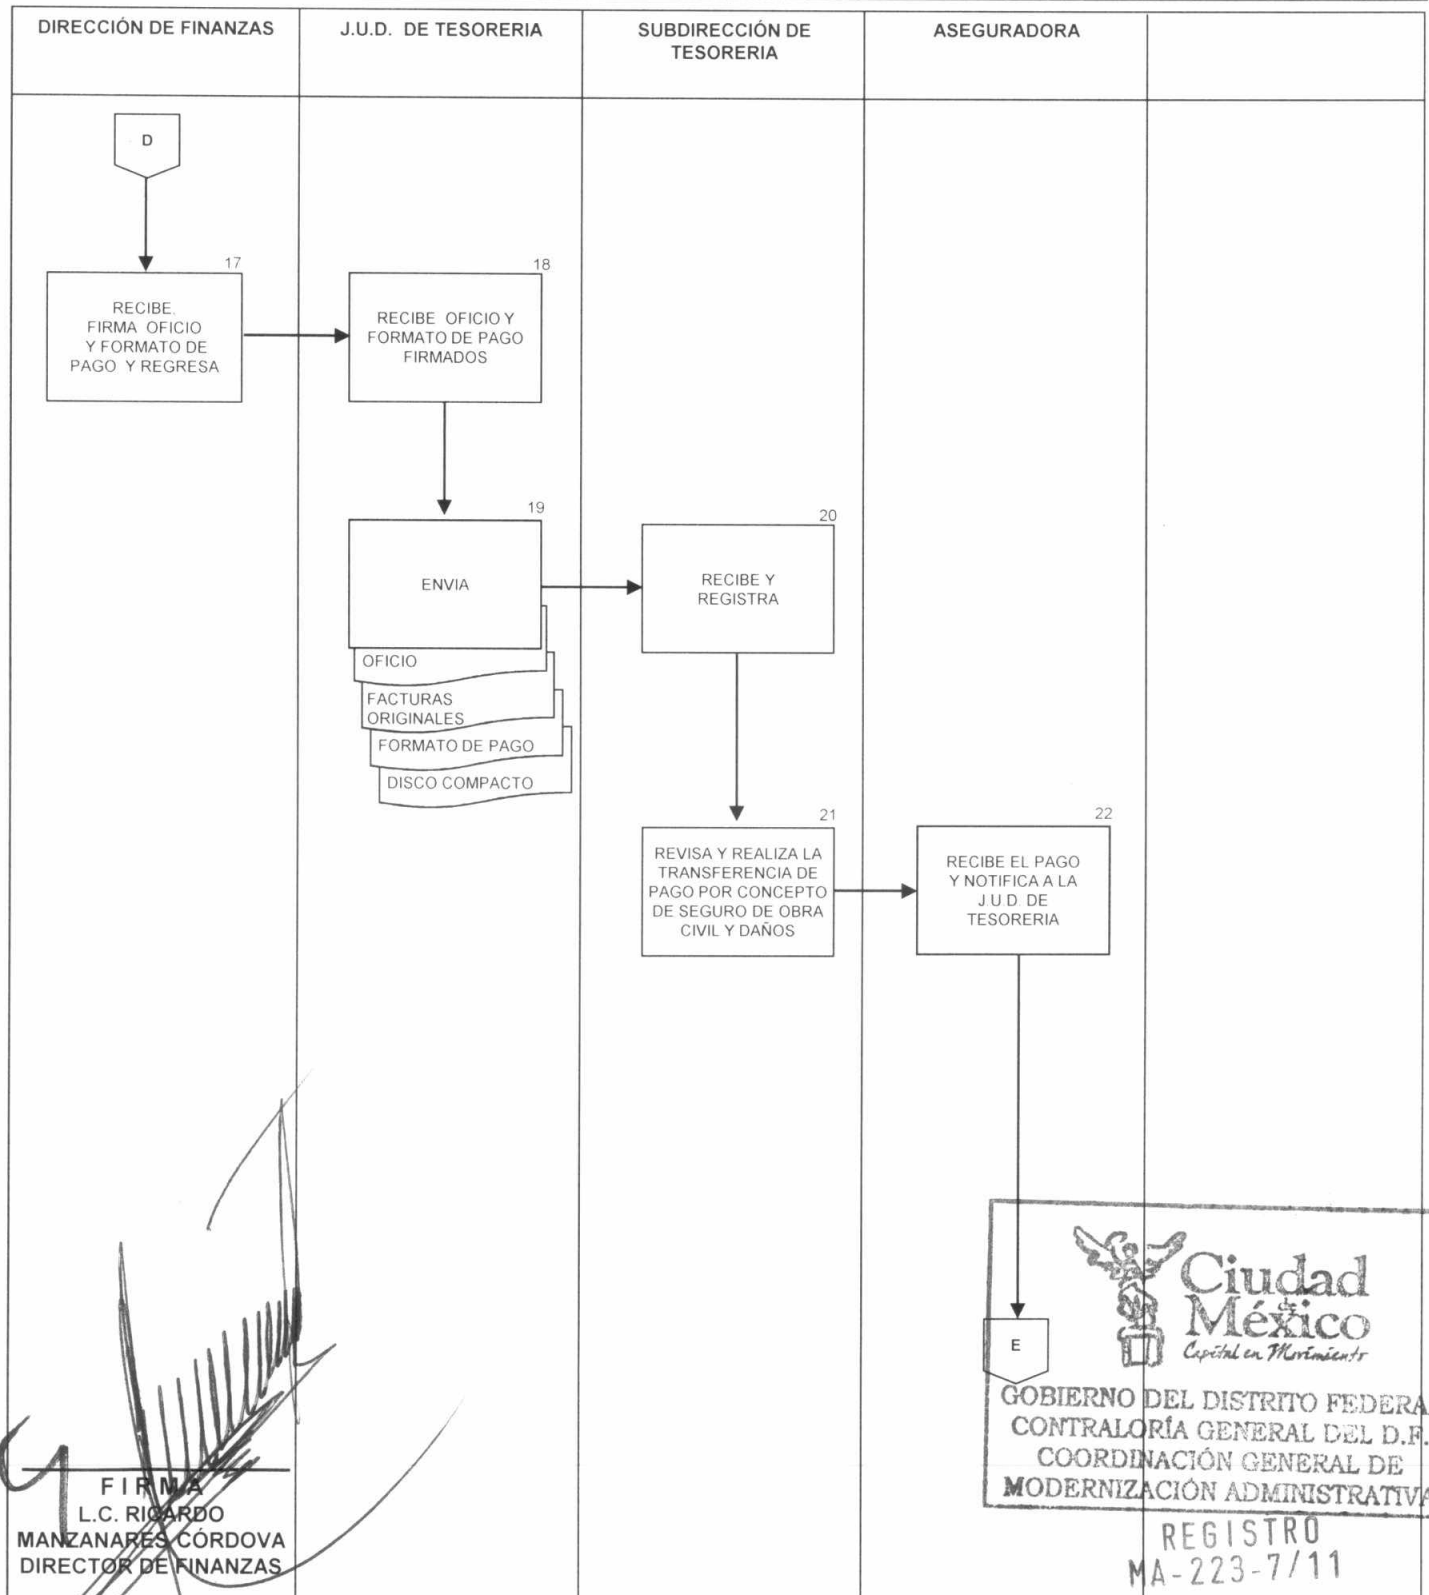 DIRECCIÓN DE FINANZAS
J.U.D. DE TESORERIA
SUBDIRECCIÓN DE
TESORERIA
ASEGURADORA
D
17
RECIBE,
FIRMA OFICIO
Y FORMATO DE
PAGO Y REGRESA
18
RECIBE OFICIO Y
FORMATO DE PAGO
FIRMADOS
19
ENVIA
OFICIO
FACTURAS
ORIGINALES
FORMATO DE PAGO
DISCO COMPACTO
20
RECIBE Y
REGISTRA
21
REVISA Y REALIZA LA
TRANSFERENCIA DE
PAGO POR CONCEPTO
DE SEGURO DE OBRA
CIVIL Y DAÑOS
22
RECIBE EL PAGO
Y NOTIFICA A LA
J.U.D. DE
TESORERIA
E
Ciudad
de
México
Capital en Movimiento
GOBIERNO DEL DISTRITO FEDERA
CONTRALORÍA GENERAL DEL D.F.
COORDINACIÓN GENERAL DE
MODERNIZACIÓN ADMINISTRATIVA
REGISTRO
MA-223-7/11
FIRMA
L.C. RICARDO
MANZANARES CÓRDOVA
DIRECTOR DE FINANZAS